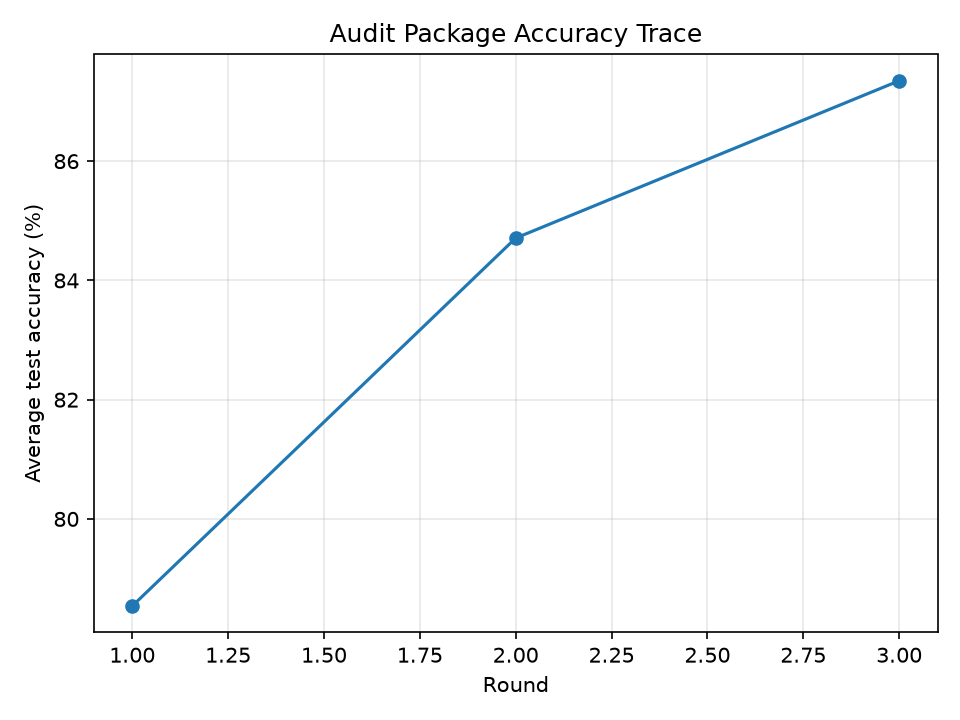 Audit Package Accuracy Trace
Average test accuracy (%)
86
84
82
80
1.00 1.25 1.50 1.75 2.00 2.25 2.50 2.75 3.00
Round